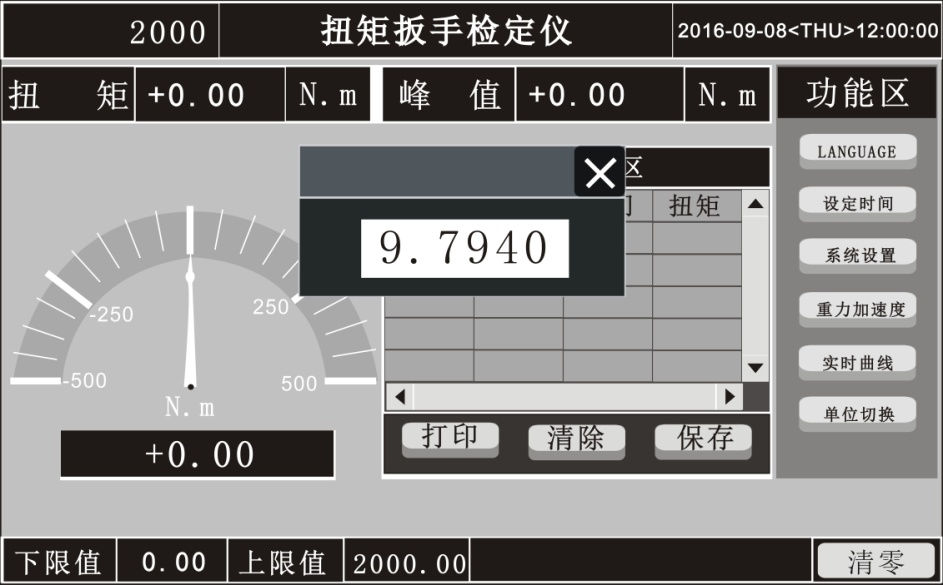 2000 扭矩扳手检定仪 2016-09-08<THU>12:00:00
扭 矩 +0.00 N.m 峰 值 +0.00 N.m 功能区
LANGUAGE
设定时间
系统设置
重力加速度
实时曲线
单位切换
区
扭矩
9.7940
-250 250
-500 500
N.m
+0.00
打印 清除 保存
下限值 0.00 上限值 2000.00 清零